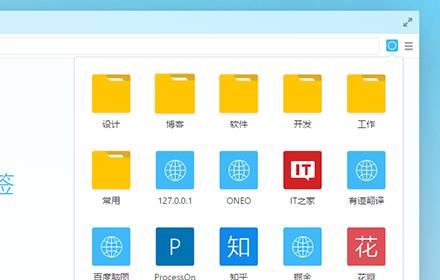 签
设计 博客 软件 开发 工作
IT
常用 127.0.0.1 ONEO IT之家 有道翻译
P 知 花
百度脑图 ProcessOn 知乎 掘金 花瓣